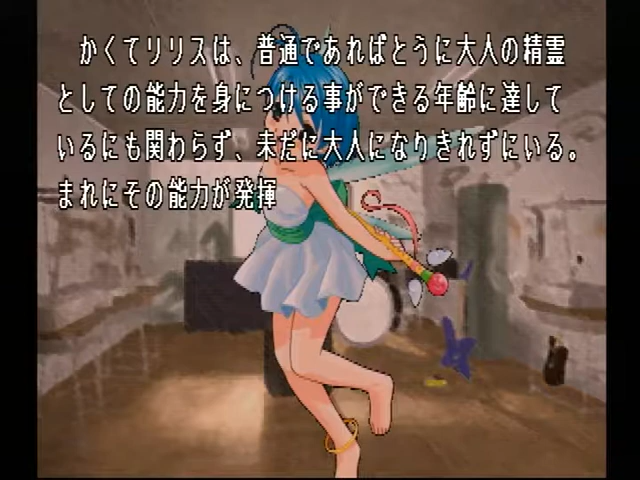 かくてリリスは、普通であればとうに大人の精霊
としての能力を身につける事ができる年齢に達して
いるにも関わらず、未だに大人になりきれずにいる。
まれにその能力が発揮